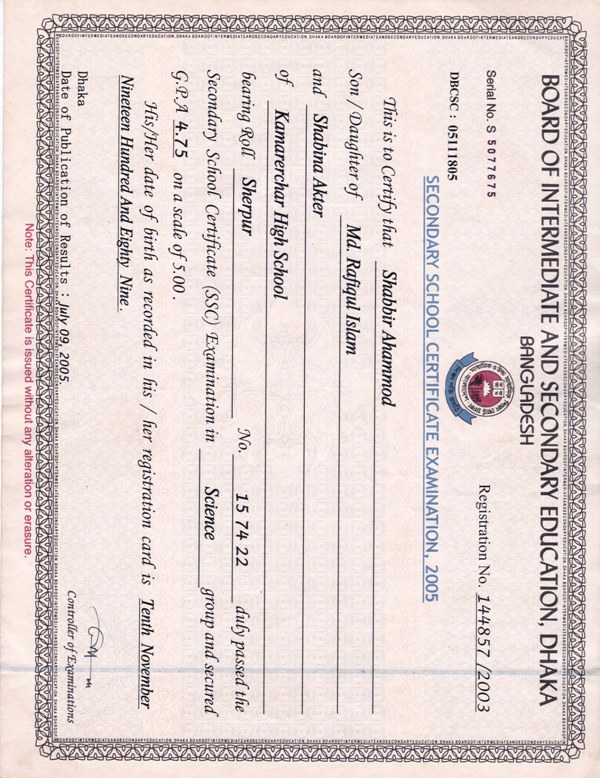 BOARD OF INTERMEDIATE AND SECONDARY EDUCATION, DHAKA
BANGLADESH
Serial No. S 5077675
Registration No. 144857 /2003
DBCSC : 05111805
SECONDARY SCHOOL CERTIFICATE EXAMINATION, 2005
This is to Certify that Shabbir Ahammod
Son / Daughter of Md. Rafiqul Islam
and Shabina Akter
of Kamarerchar High School
bearing Roll Sherpur No. 15 74 22 duly passed the
Secondary School Certificate (SSC) Examination in Science group and secured
G.P.A 4.75 on a scale of 5.00 .
His/Her date of birth as recorded in his / her registration card is Tenth November
Nineteen Hundred And Eighty Nine .
Dhaka
Date of Publication of Results : July 09, 2005.
Controller of Examinations
Note: This Certificate is issued without any alteration or erasure.